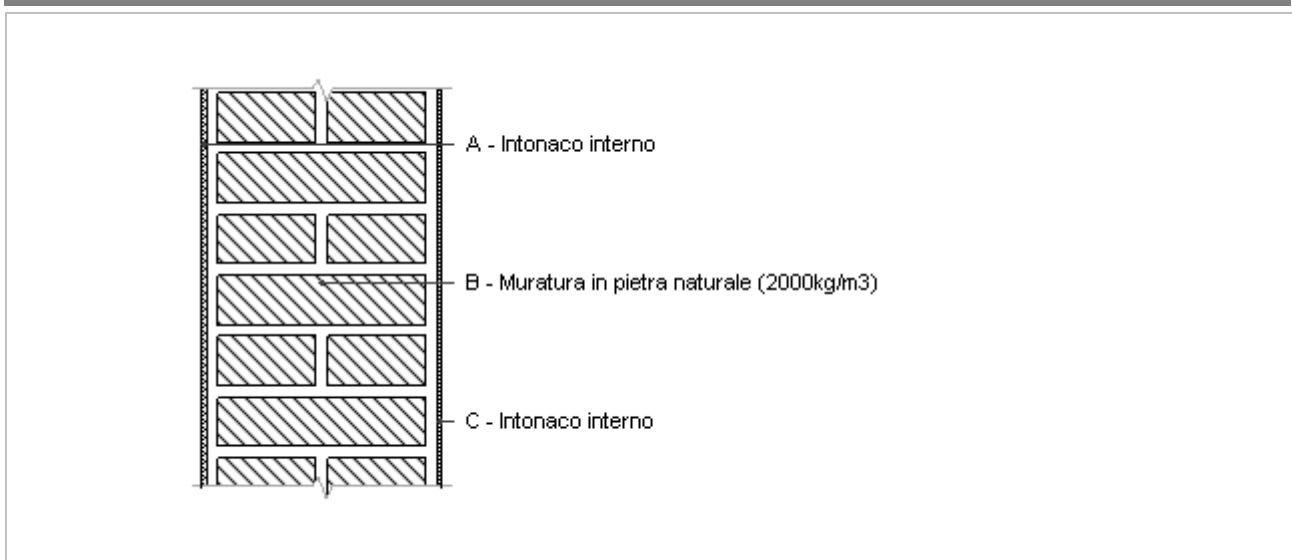 A - Intonaco interno
B - Muratura in pietra naturale (2000kg/m3)
C - Intonaco interno